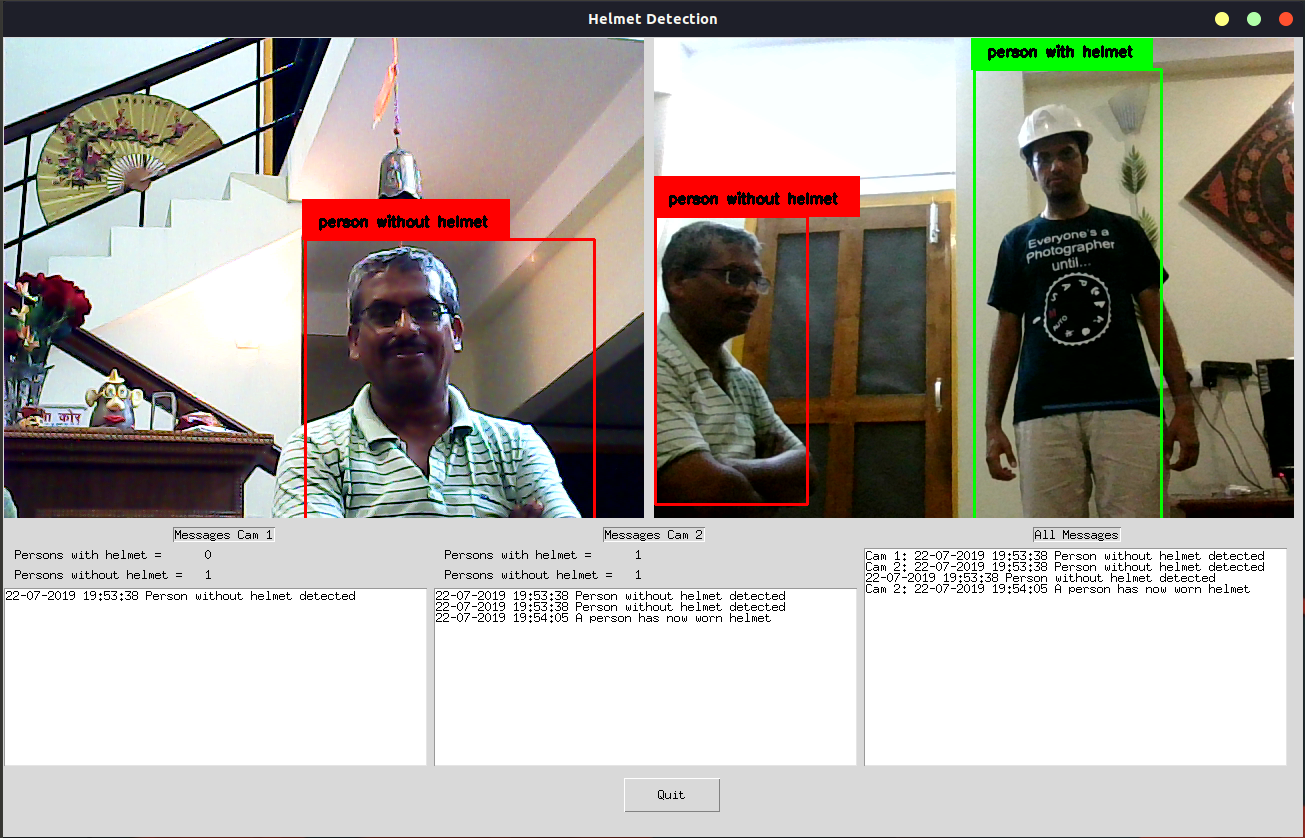 Helmet Detection
person without helmet
person without helmet
person with helmet
Everyone's a
Photographer
until...
AUTO
M
A
S
P
कोर
Messages Cam 1
Persons with helmet = 0
Persons without helmet = 1
22-07-2019 19:53:38 Person without helmet detected
Messages Cam 2
Persons with helmet = 1
Persons without helmet = 1
22-07-2019 19:53:38 Person without helmet detected
22-07-2019 19:53:38 Person without helmet detected
22-07-2019 19:54:05 A person has now worn helmet
All Messages
Cam 1: 22-07-2019 19:53:38 Person without helmet detected
Cam 2: 22-07-2019 19:53:38 Person without helmet detected
22-07-2019 19:53:38 Person without helmet detected
Cam 2: 22-07-2019 19:54:05 A person has now worn helmet
Quit